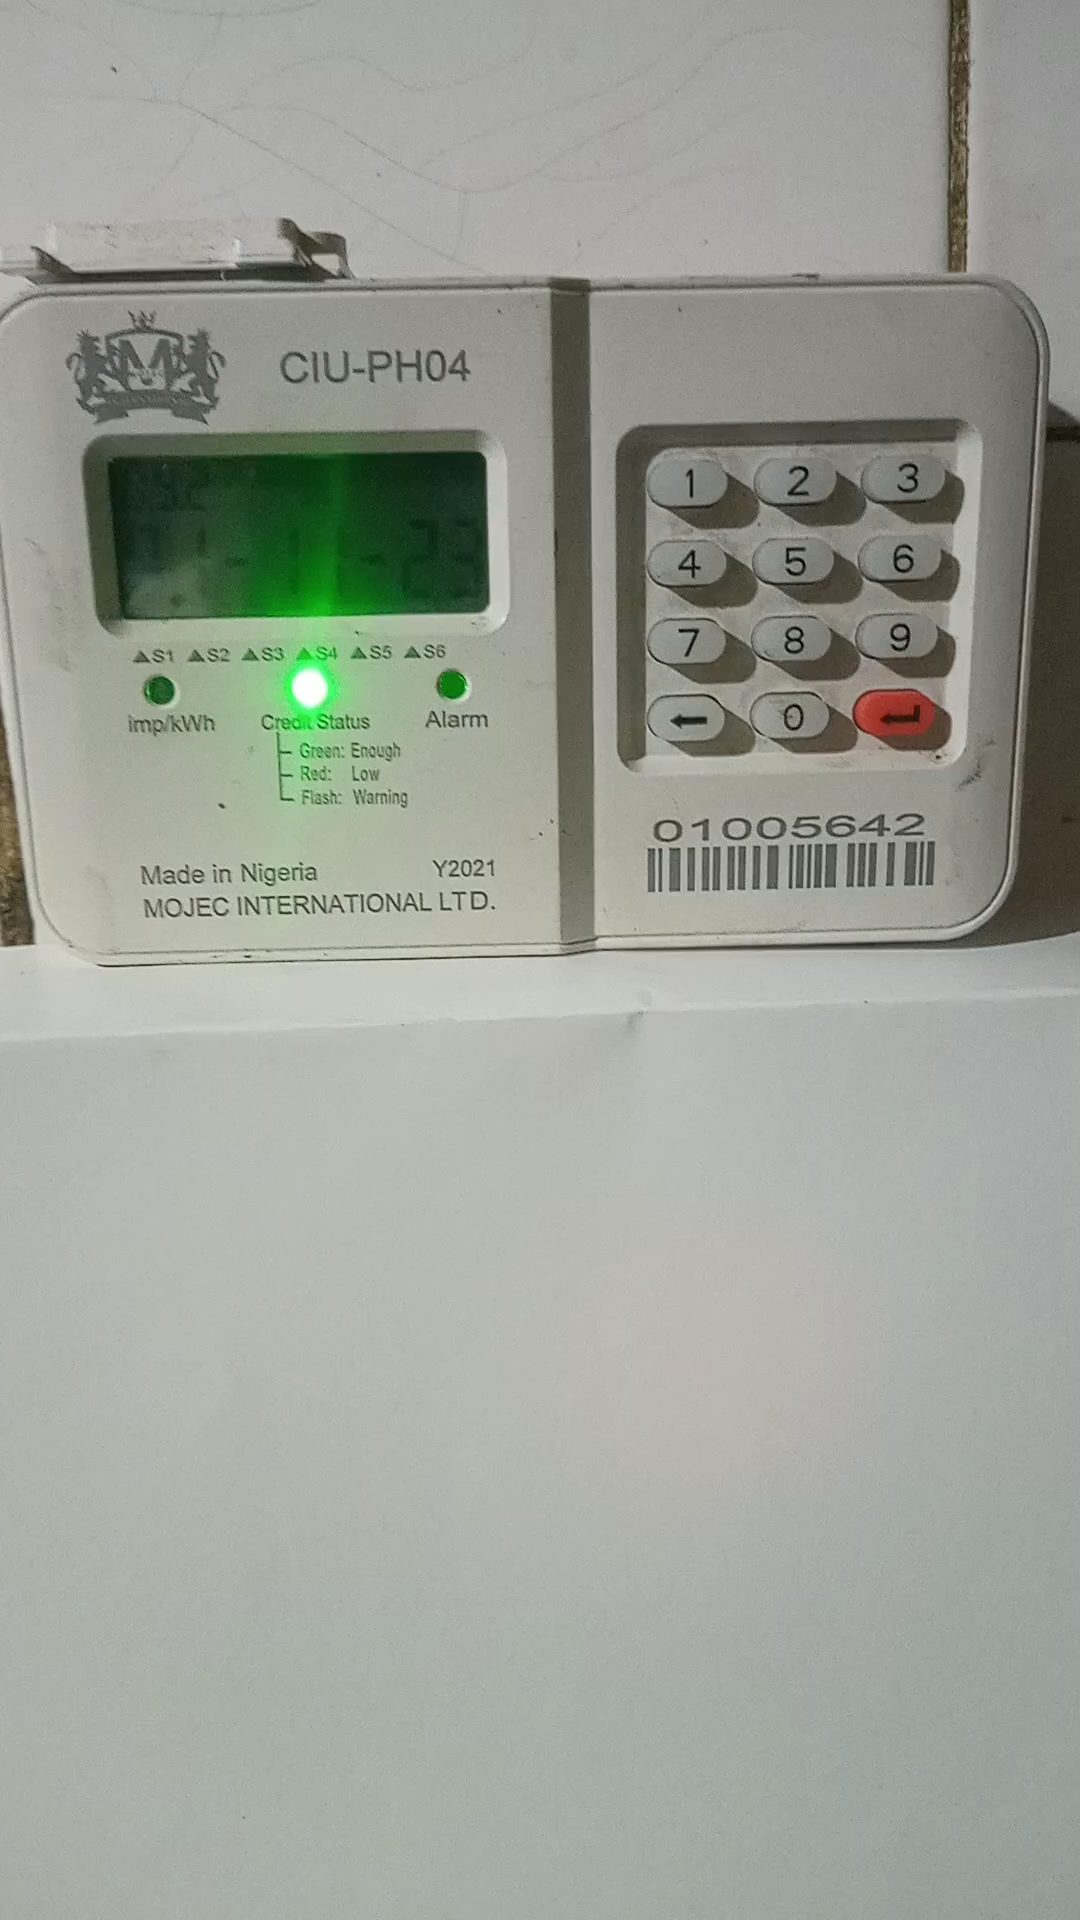 CIU-PH04
S1 S2 S3 S4 S5 S6
imp/kWh Credit Status Alarm
Green: Enough
Red: Low
Flash: Warning
Made in Nigeria Y2021
MOJEC INTERNATIONAL LTD.
1 2 3
4 5 6
7 8 9
0
01005642